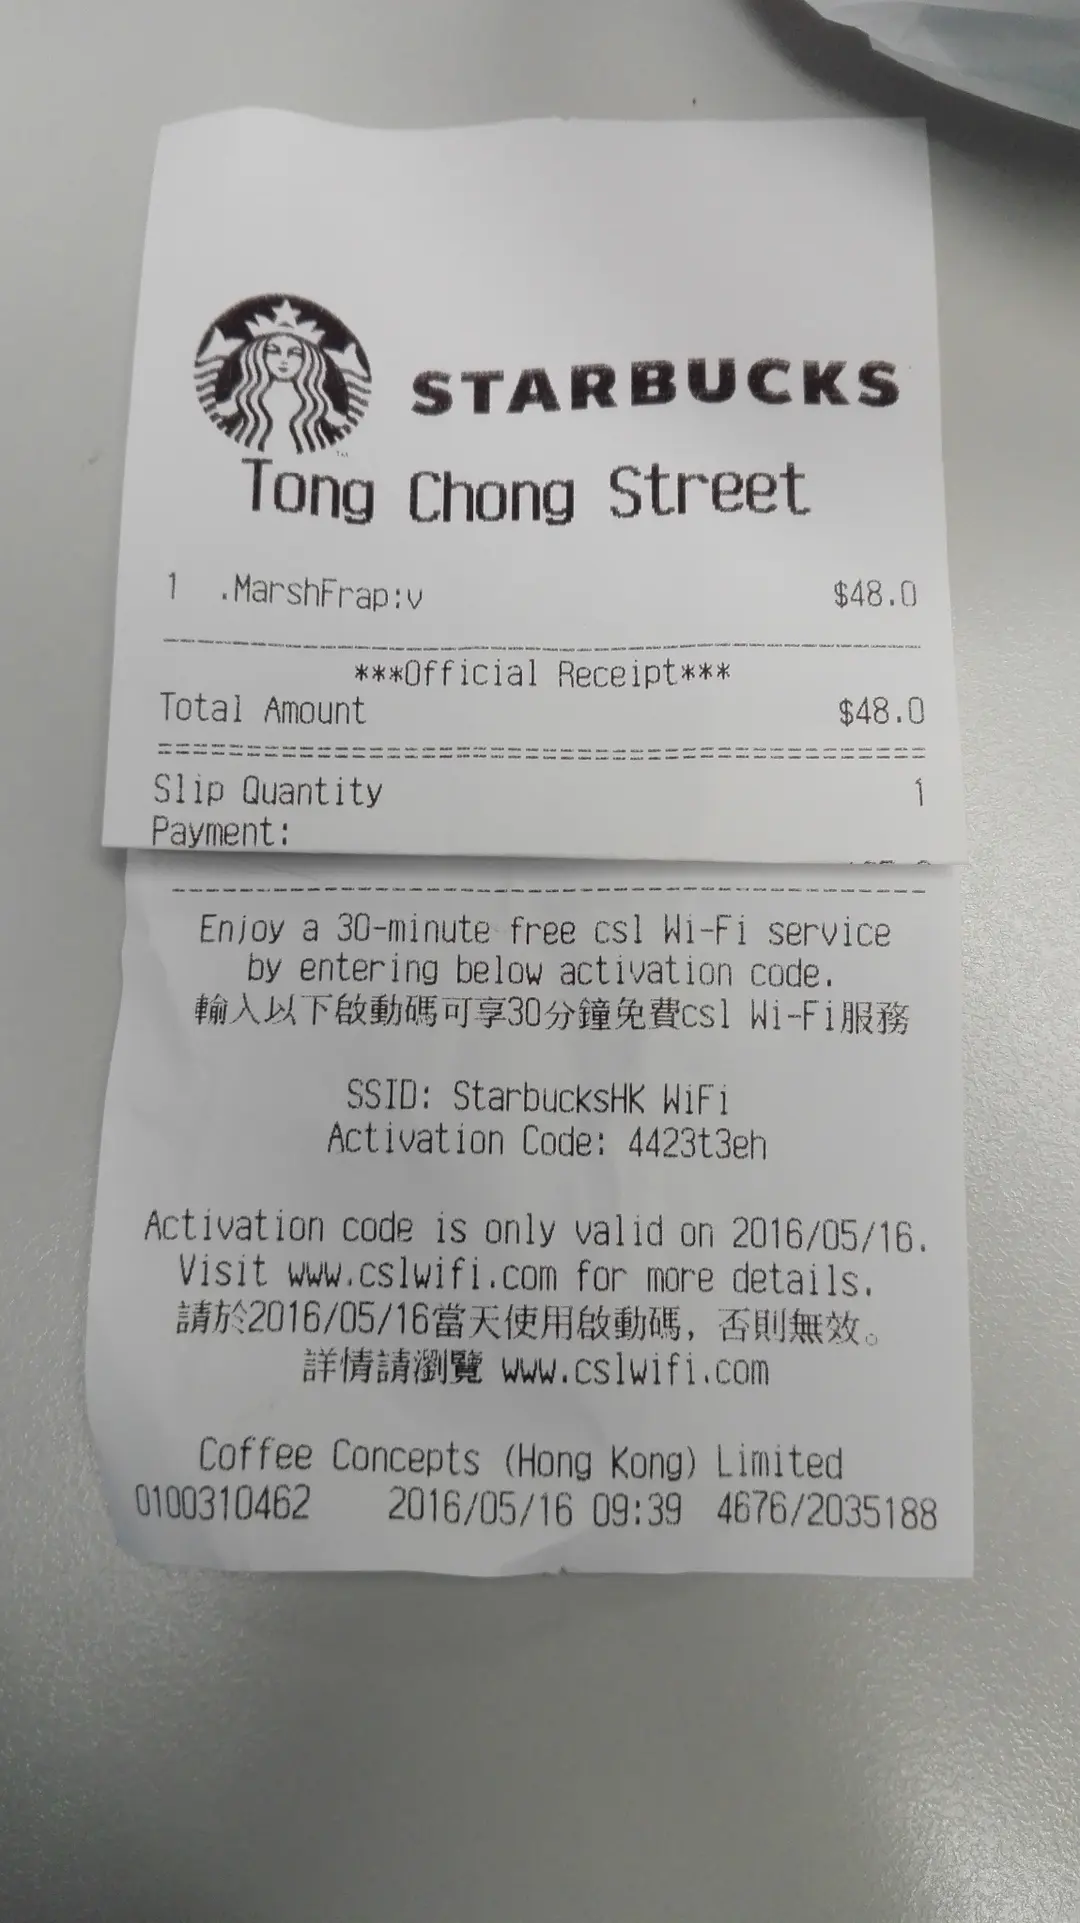 STARBUCKS
Tong Chong Street
1 .MarshFrap:v $48.0
***Official Receipt***
Total Amount $48.0
Slip Quantity 1
Payment:
Enjoy a 30-minute free csl Wi-Fi service
by entering below activation code.
輸入以下啟動碼可享30分鐘免費csl Wi-Fi服務
SSID: StarbucksHK WiFi
Activation Code: 4423t3eh
Activation code is only valid on 2016/05/16.
Visit www.cslwifi.com for more details.
請於2016/05/16當天使用啟動碼, 否則無效。
詳情請瀏覽 www.cslwifi.com
Coffee Concepts (Hong Kong) Limited
0100310462 2016/05/16 09:39 4676/2035188